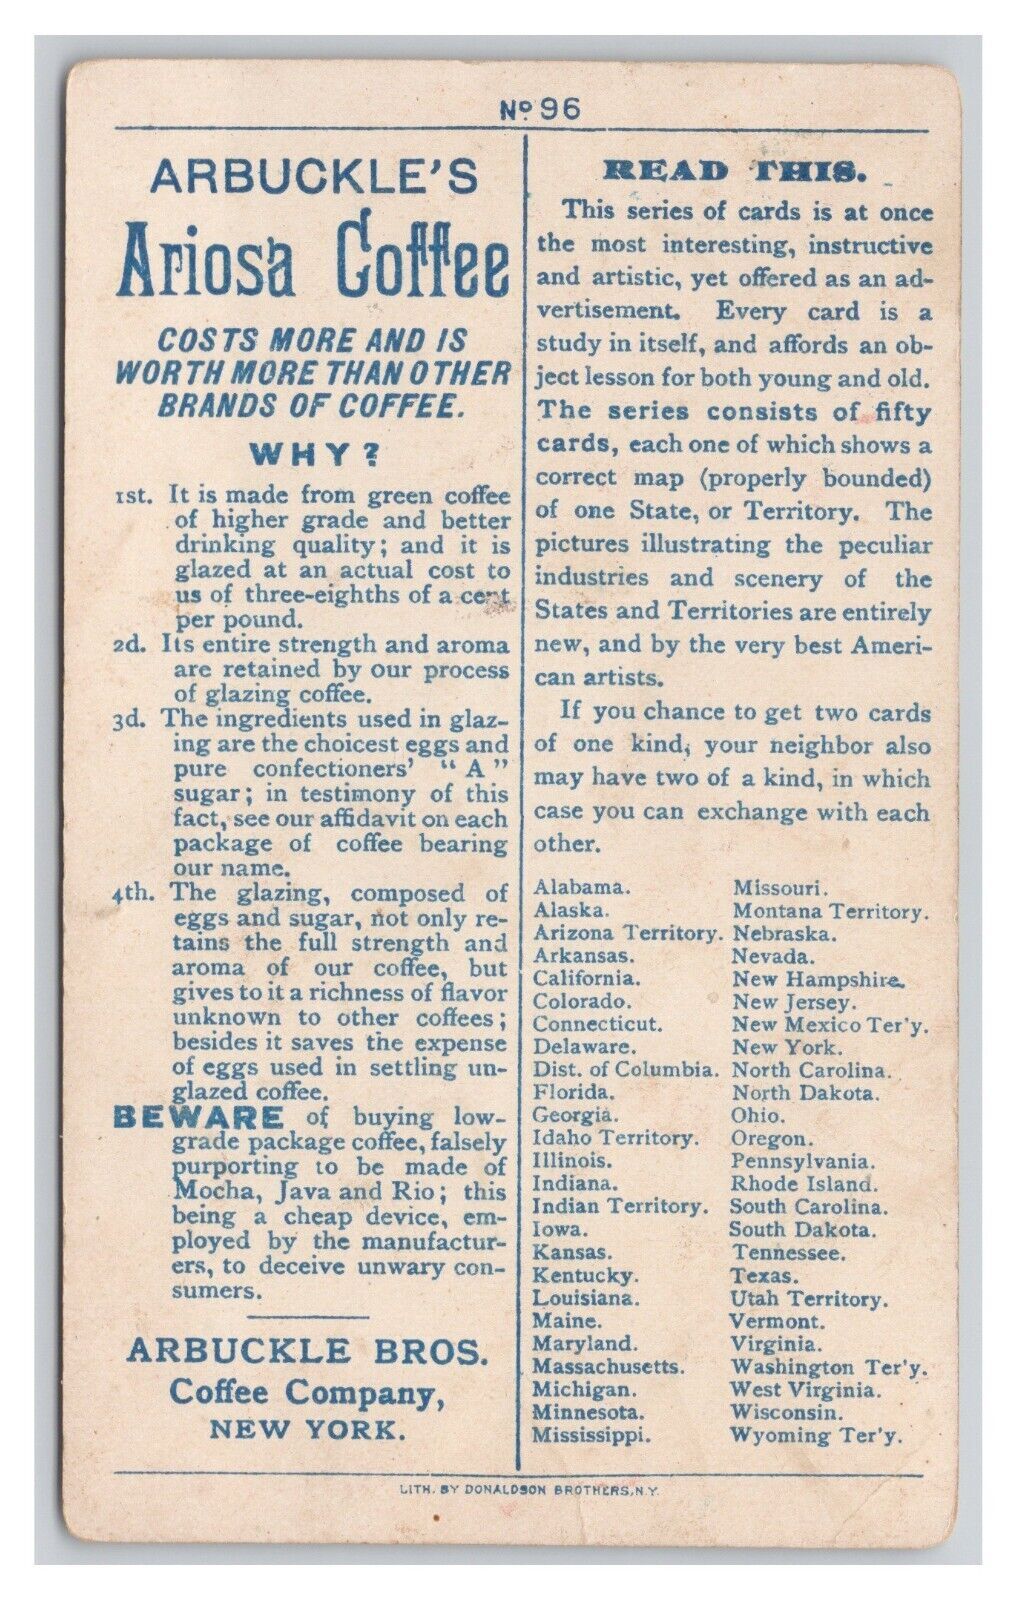 Nº 96
ARBUCKLE'S
Ariosa Coffee
COSTS MORE AND IS
WORTH MORE THAN OTHER
BRANDS OF COFFEE.
WHY?
1st. It is made from green coffee
of higher grade and better
drinking quality; and it is
glazed at an actual cost to
us of three-eighths of a cent
per pound.
2d. Its entire strength and aroma
are retained by our process
of glazing coffee.
3d. The ingredients used in glaz-
ing are the choicest eggs and
pure confectioners' "A"
sugar; in testimony of this
fact, see our affidavit on each
package of coffee bearing
our name.
4th. The glazing, composed of
eggs and sugar, not only re-
tains the full strength and
aroma of our coffee, but
gives to it a richness of flavor
unknown to other coffees;
besides it saves the expense
of eggs used in settling un-
glazed coffee.
BEWARE of buying low-
grade package coffee, falsely
purporting to be made of
Mocha, Java and Rio; this
being a cheap device, em-
ployed by the manufactur-
ers, to deceive unwary con-
sumers.
ARBUCKLE BROS.
Coffee Company,
NEW YORK.
READ THIS.
This series of cards is at once
the most interesting, instructive
and artistic, yet offered as an ad-
vertisement. Every card is a
study in itself, and affords an ob-
ject lesson for both young and old.
The series consists of fifty
cards, each one of which shows a
correct map (properly bounded)
of one State, or Territory. The
pictures illustrating the peculiar
industries and scenery of the
States and Territories are entirely
new, and by the very best Ameri-
can artists.
If you chance to get two cards
of one kind, your neighbor also
may have two of a kind, in which
case you can exchange with each
other.
Alabama.
Alaska.
Arizona Territory.
Arkansas.
California.
Colorado.
Connecticut.
Delaware.
Dist. of Columbia.
Florida.
Georgia.
Idaho Territory.
Illinois.
Indiana.
Indian Territory.
Iowa.
Kansas.
Kentucky.
Louisiana.
Maine.
Maryland.
Massachusetts.
Michigan.
Minnesota.
Mississippi.
Missouri.
Montana Territory.
Nebraska.
Nevada.
New Hampshire.
New Jersey.
New Mexico Ter'y.
New York.
North Carolina.
North Dakota.
Ohio.
Oregon.
Pennsylvania.
Rhode Island.
South Carolina.
South Dakota.
Tennessee.
Texas.
Utah Territory.
Vermont.
Virginia.
Washington Ter'y.
West Virginia.
Wisconsin.
Wyoming Ter'y.
LITH. BY DONALDSON BROTHERS, N.Y.